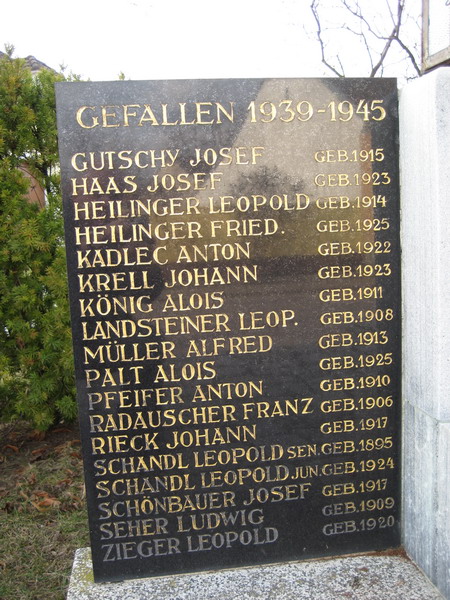 GEFALLEN 1939-1945
GUTSCHY JOSEF GEB.1915
HAAS JOSEF GEB.1923
HEILINGER LEOPOLD GEB.1914
HEILINGER FRIED. GEB.1925
KADLEC ANTON GEB.1922
KRELL JOHANN GEB.1923
KÖNIG ALOIS GEB.1911
LANDSTEINER LEOP. GEB.1908
MÜLLER ALFRED GEB.1913
PALT ALOIS GEB.1925
PFEIFER ANTON GEB.1910
RADAUSCHER FRANZ GEB.1906
RIECK JOHANN GEB.1917
SCHANDL LEOPOLD SEN. GEB.1895
SCHANDL LEOPOLD JUN. GEB.1924
SCHÖNBAUER JOSEF GEB.1917
SEHER LUDWIG GEB.1909
ZIEGER LEOPOLD GEB.1920